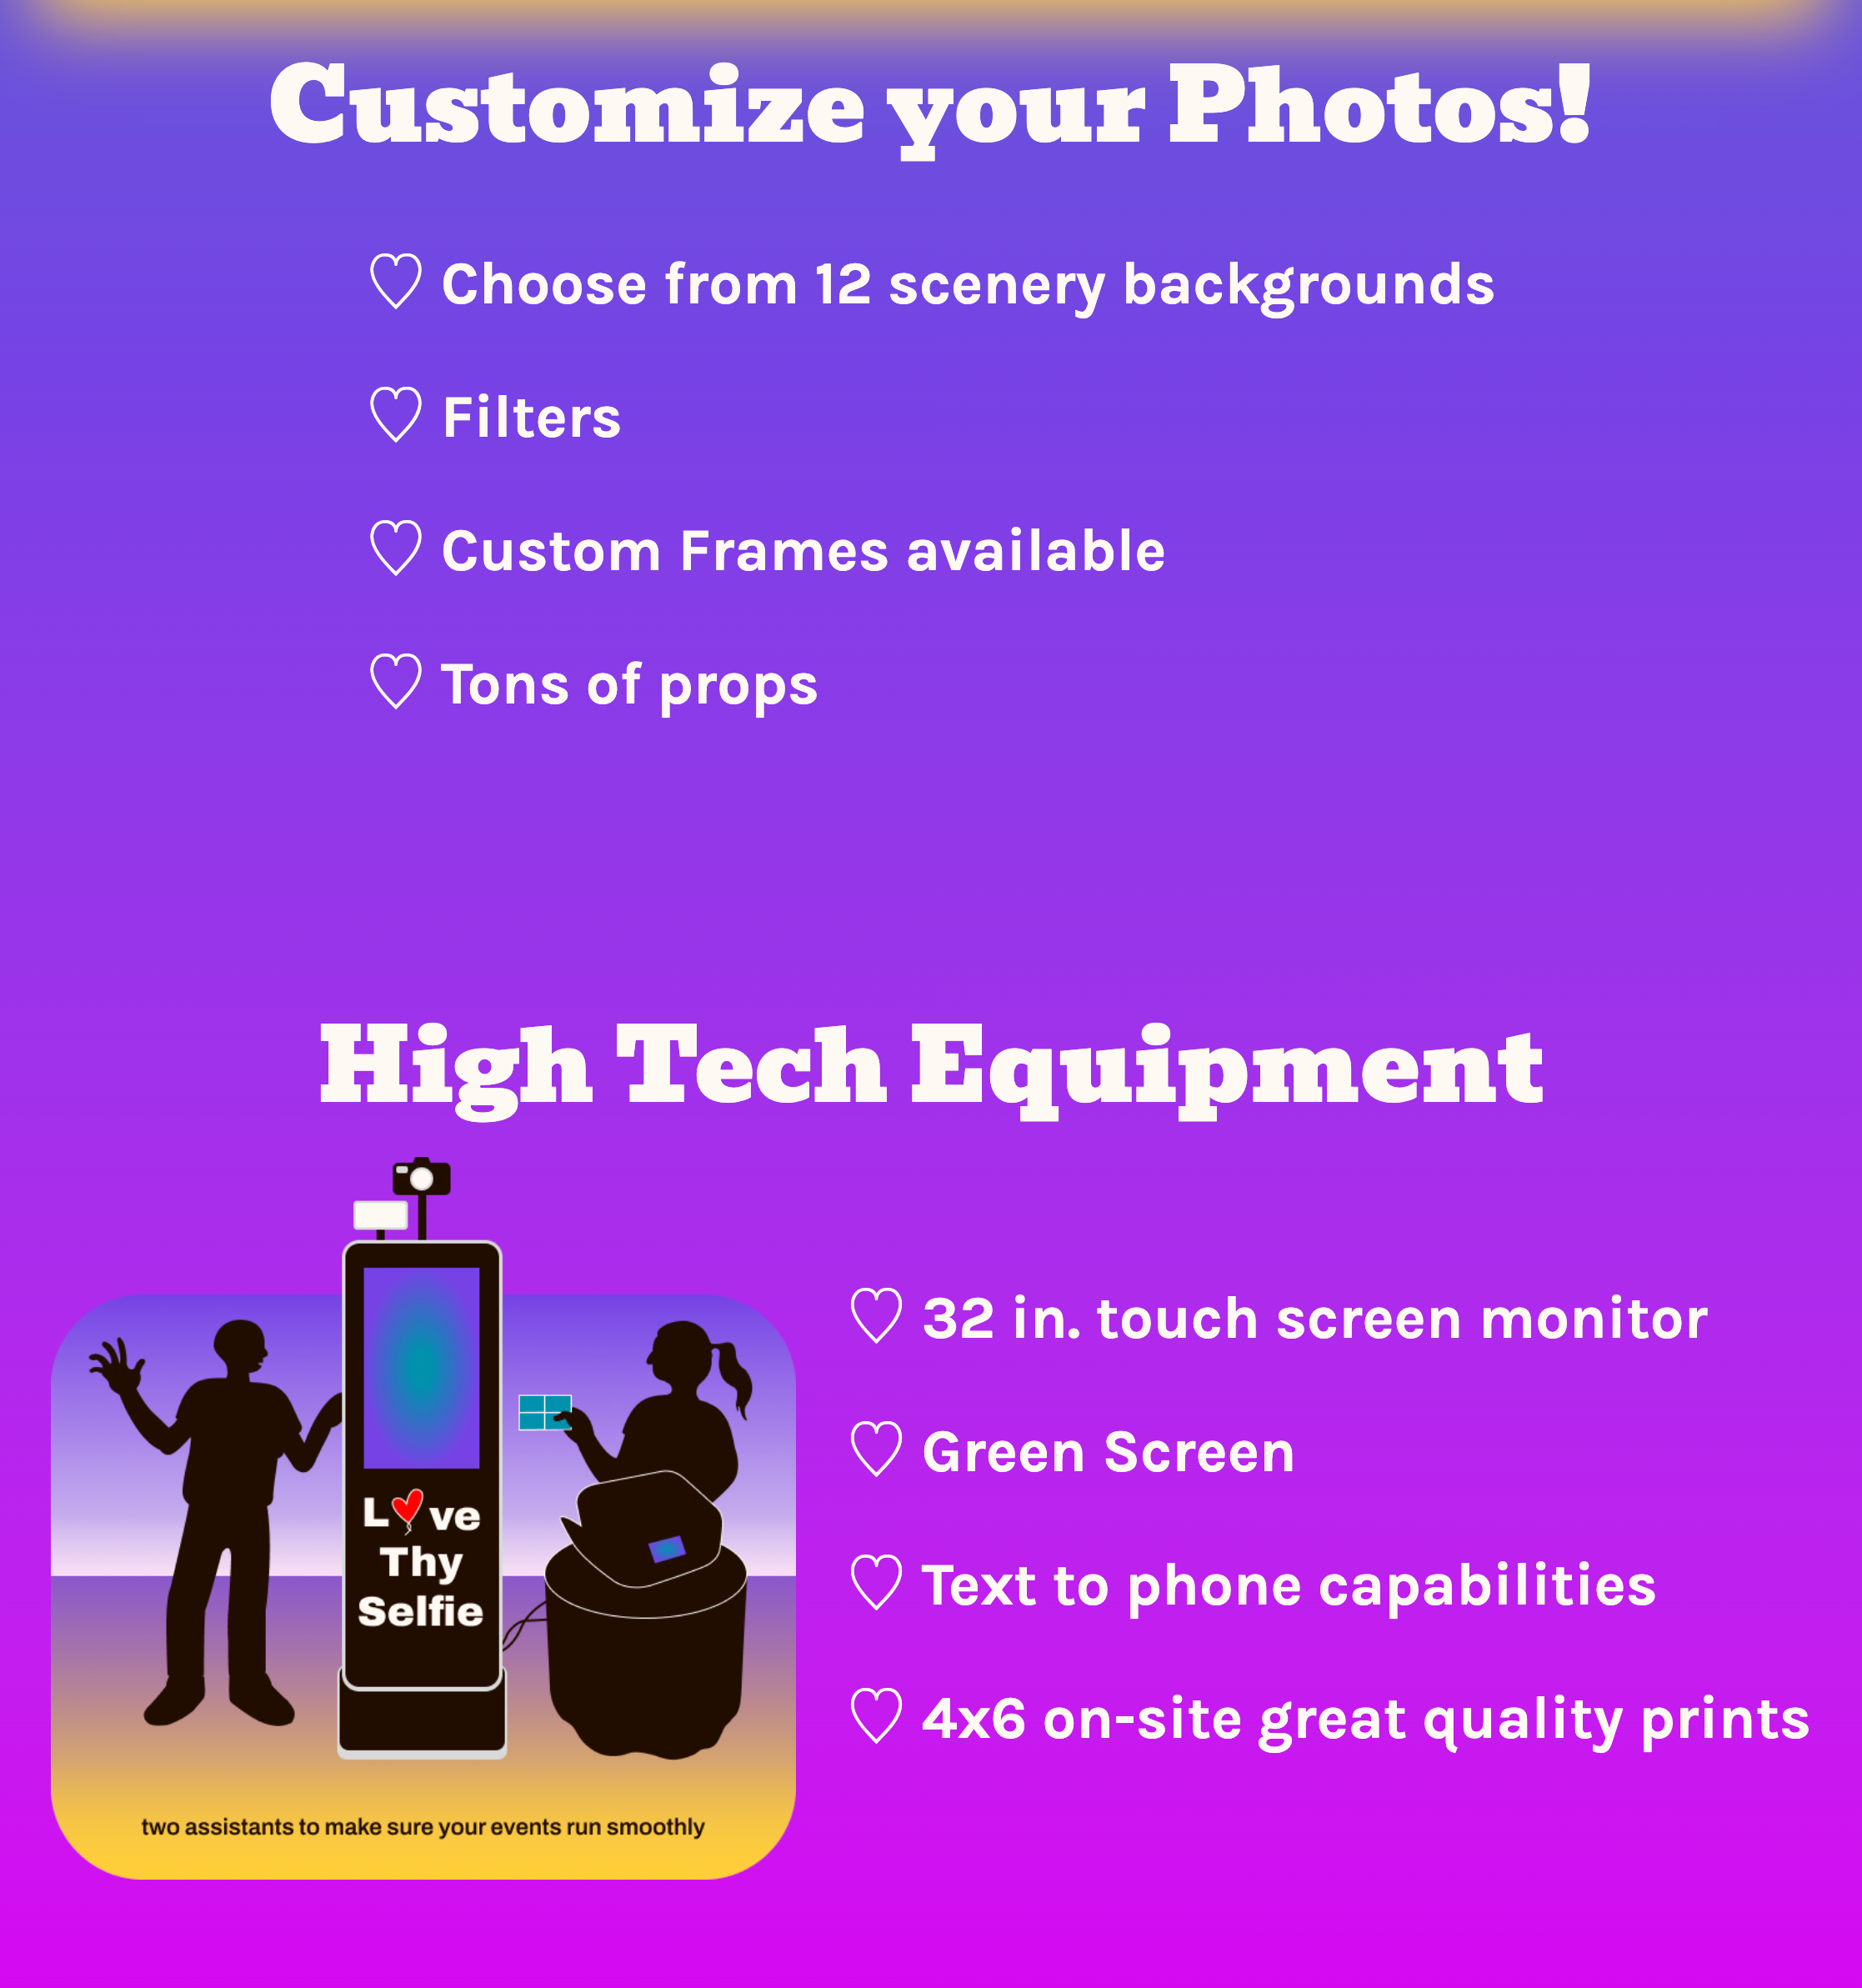 Customize your Photos!
♡ Choose from 12 scenery backgrounds
♡ Filters
♡ Custom Frames available
♡ Tons of props
High Tech Equipment
L♥ve
Thy
Selfie
two assistants to make sure your events run smoothly
♡ 32 in. touch screen monitor
♡ Green Screen
♡ Text to phone capabilities
♡ 4x6 on-site great quality prints